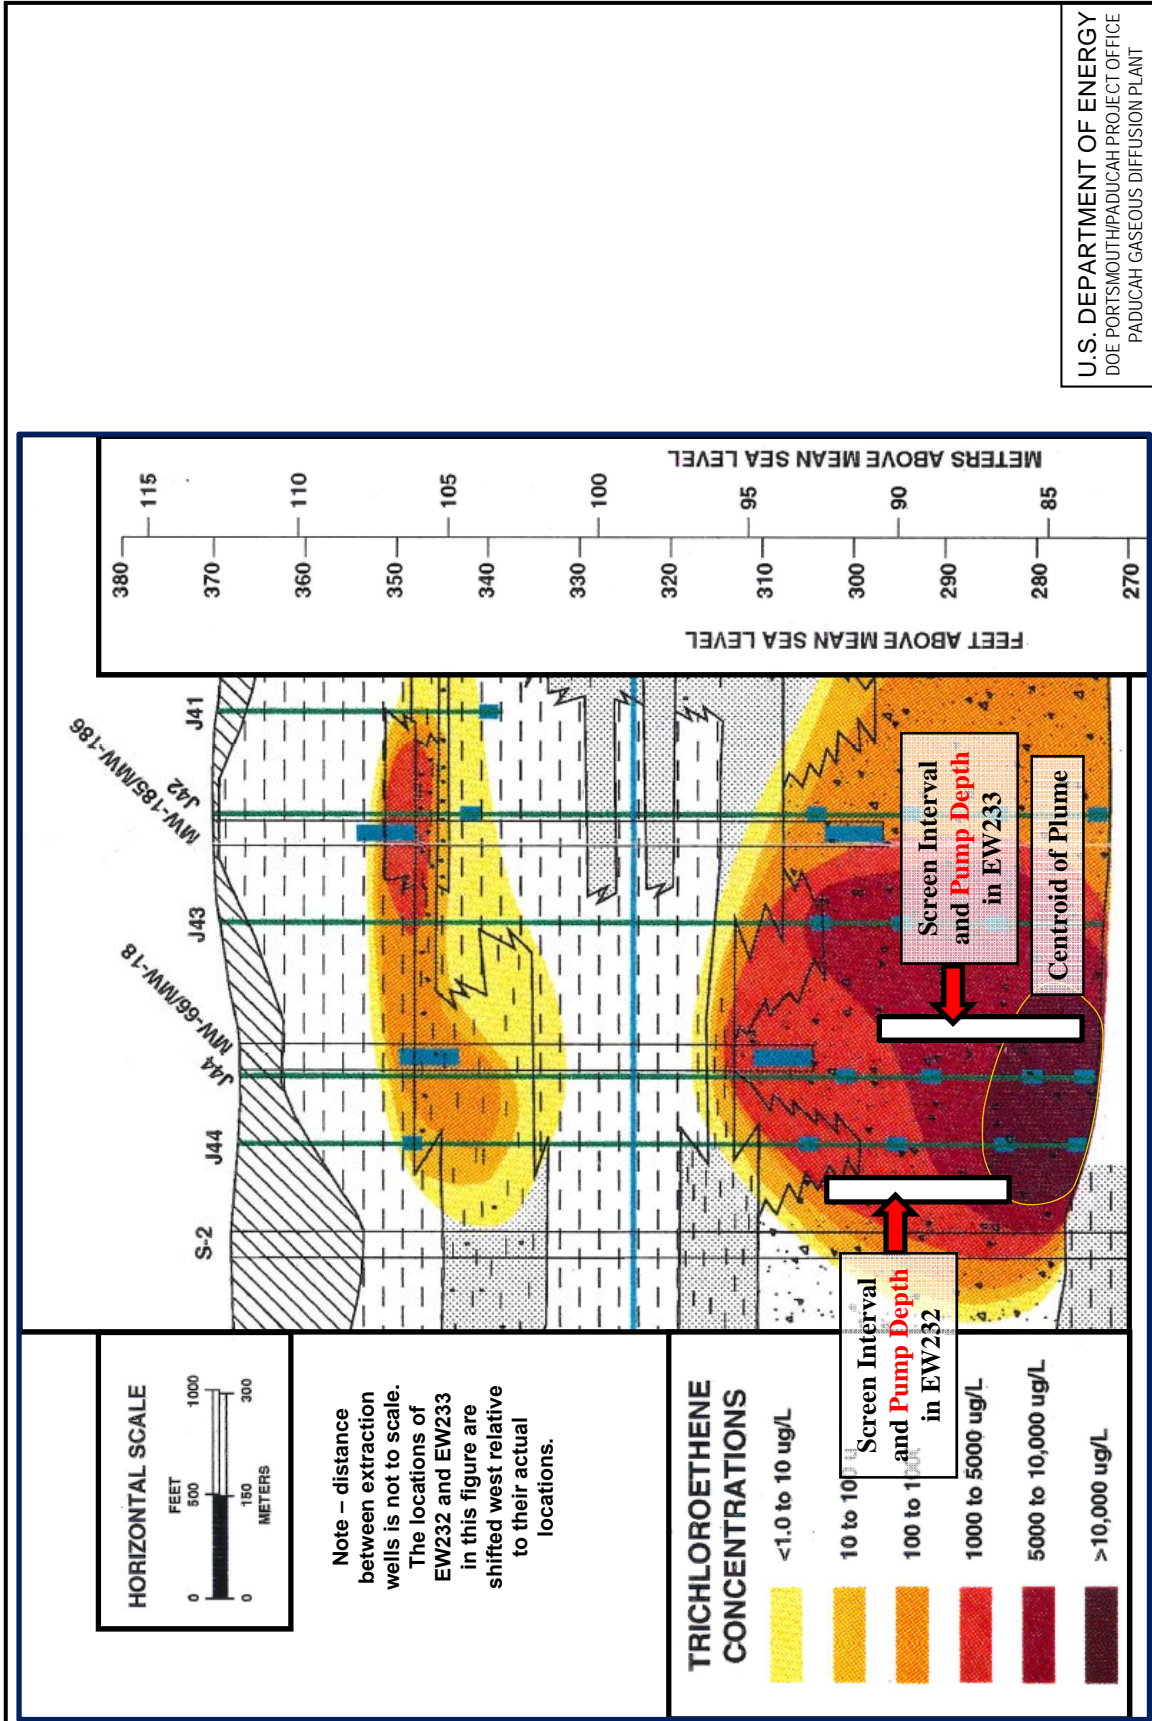 HORIZONTAL SCALE
FEET
0 500 1000
0 150 300
METERS
Note – distance
between extraction
wells is not to scale.
The locations of
EW232 and EW233
in this figure are
shifted west relative
to their actual
locations.
TRICHLOROETHENE
CONCENTRATIONS
<1.0 to 10 ug/L
10 to 100 u
100 to 1000
1000 to 5000 ug/L
5000 to 10,000 ug/L
>10,000 ug/L
S-2
J44
J44
MW-66/MW-18
J43
MW-185/MW-186
J42
J41
Screen Interval
and Pump Depth
in EW232
Screen Interval
and Pump Depth
in EW233
Centroid of Plume
380
370
350
340
330
320
310
300
290
280
270
FEET ABOVE MEAN SEA LEVEL
115
110
105
100
95
90
85
METERS ABOVE MEAN SEA LEVEL
U.S. DEPARTMENT OF ENERGY
DOE PORTSMOUTH/PADUCAH PROJECT OFFICE
PADUCAH GASEOUS DIFFUSION PLANT